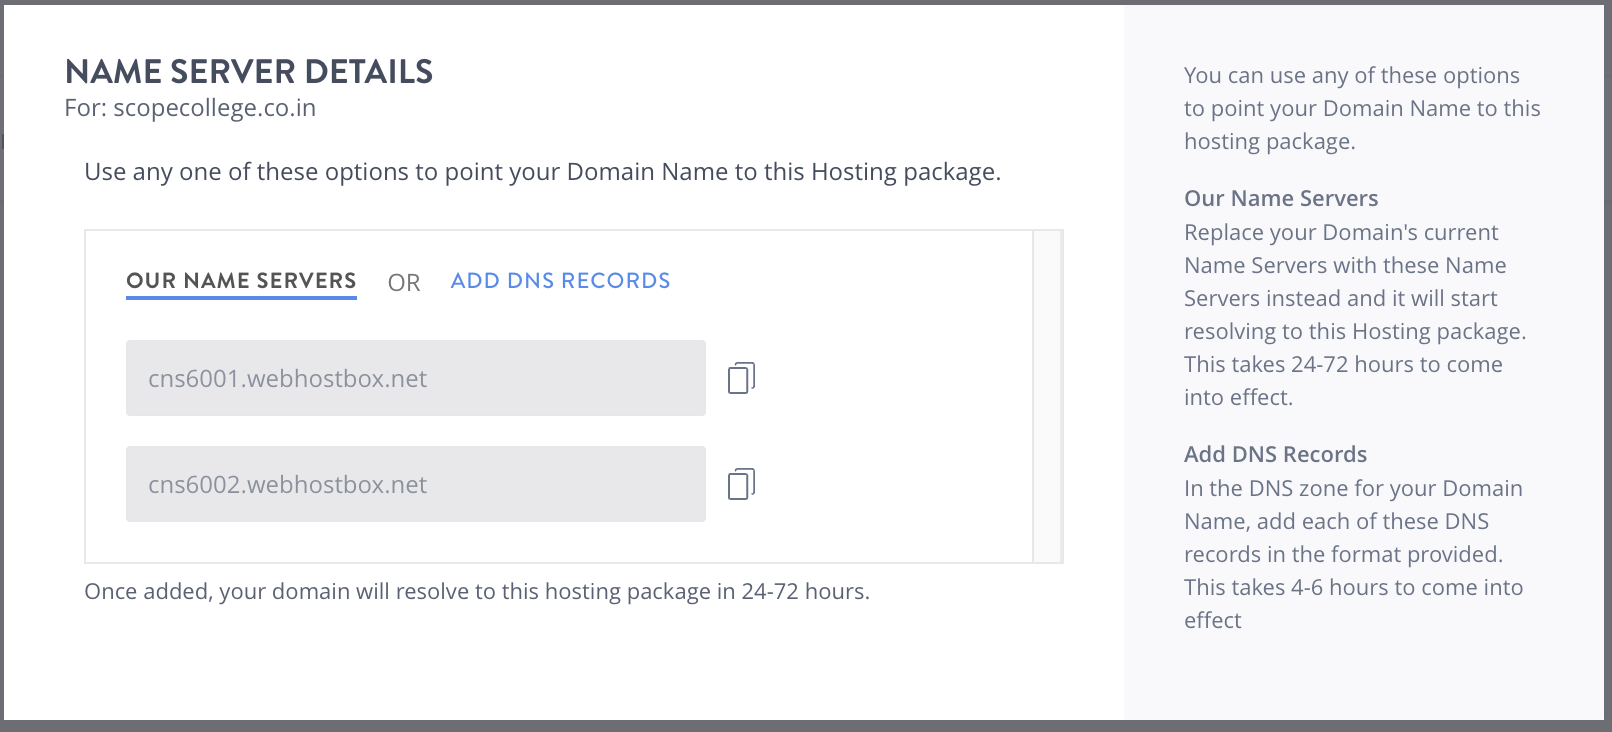 NAME SERVER DETAILS
For: scopecollege.co.in
Use any one of these options to point your Domain Name to this Hosting package.
OUR NAME SERVERS OR ADD DNS RECORDS
cns6001.webhostbox.net
cns6002.webhostbox.net
Once added, your domain will resolve to this hosting package in 24-72 hours.
You can use any of these options
to point your Domain Name to this
hosting package.
Our Name Servers
Replace your Domain's current
Name Servers with these Name
Servers instead and it will start
resolving to this Hosting package.
This takes 24-72 hours to come
into effect.
Add DNS Records
In the DNS zone for your Domain
Name, add each of these DNS
records in the format provided.
This takes 4-6 hours to come into
effect